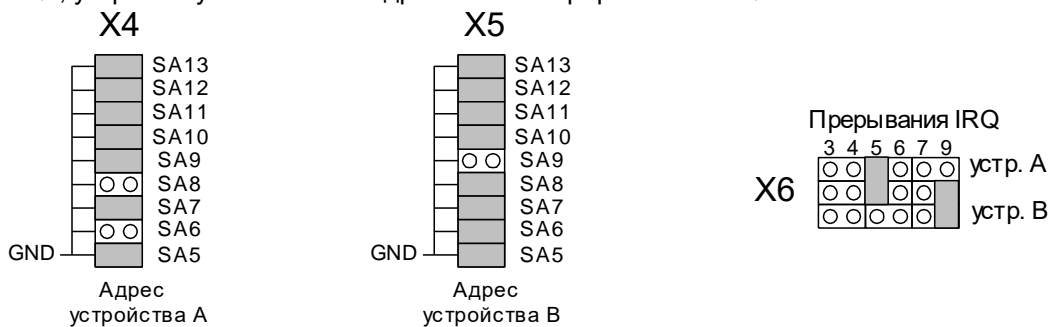 X4
SA13
SA12
SA11
SA10
SA9
SA8
SA7
SA6
SA5
GND
Адрес
устройства А
X5
SA13
SA12
SA11
SA10
SA9
SA8
SA7
SA6
SA5
GND
Адрес
устройства В
Прерывания IRQ
3 4 5 6 7 9
устр. А
X6
устр. В